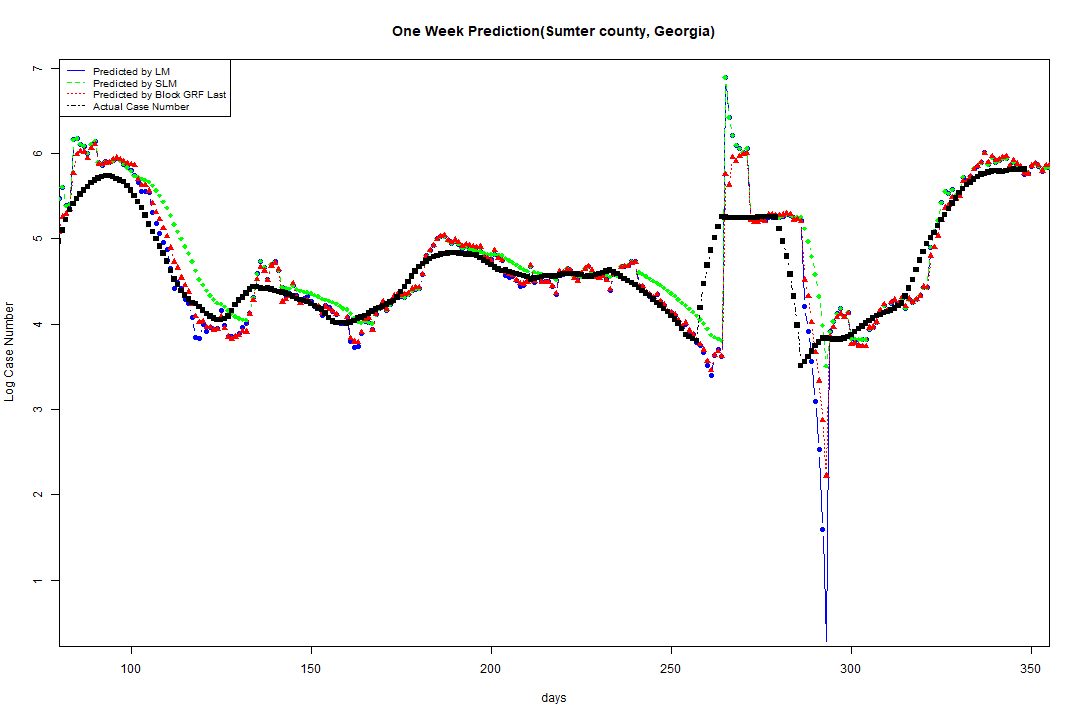 One Week Prediction(Sumter county, Georgia)
Predicted by LM
Predicted by SLM
Predicted by Block GRF Last
Actual Case Number
Log Case Number
7
6
5
4
3
2
1
100 150 200 250 300 350
days